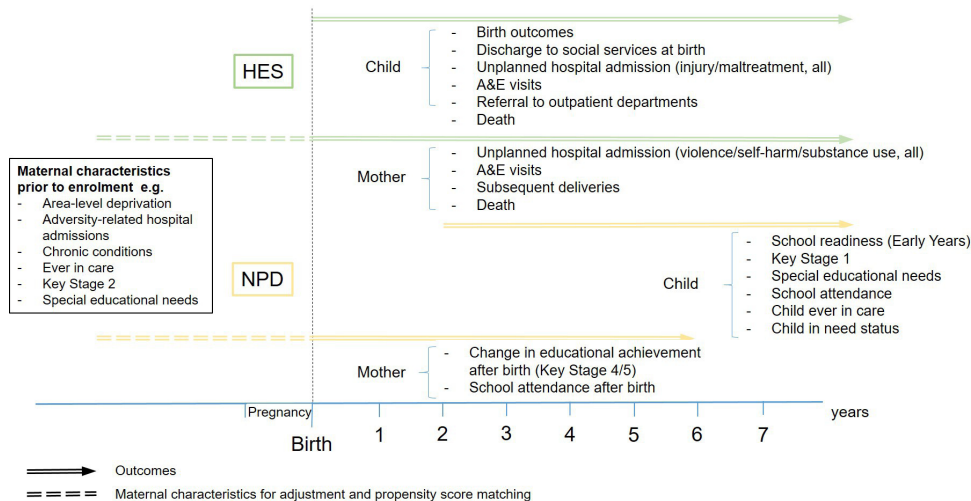 HES
Child
- Birth outcomes
- Discharge to social services at birth
- Unplanned hospital admission (injury/maltreatment, all)
- A&E visits
- Referral to outpatient departments
- Death
Maternal characteristics
prior to enrolment e.g.
- Area-level deprivation
- Adversity-related hospital
admissions
- Chronic conditions
- Ever in care
- Key Stage 2
- Special educational needs
Mother
- Unplanned hospital admission (violence/self-harm/substance use, all)
- A&E visits
- Subsequent deliveries
- Death
NPD
Child
- School readiness (Early Years)
- Key Stage 1
- Special educational needs
- School attendance
- Child ever in care
- Child in need status
Mother
- Change in educational achievement
after birth (Key Stage 4/5)
- School attendance after birth
Pregnancy
Birth
1 2 3 4 5 6 7
years
Outcomes
Maternal characteristics for adjustment and propensity score matching